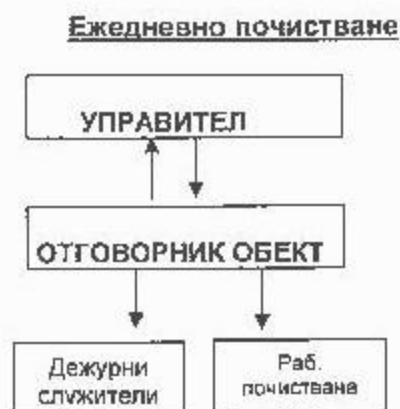 Ежедневно почистване
УПРАВИТЕЛ
ОТГОВОРНИК ОБЕКТ
Дежурни
служители
Раб.
почистване